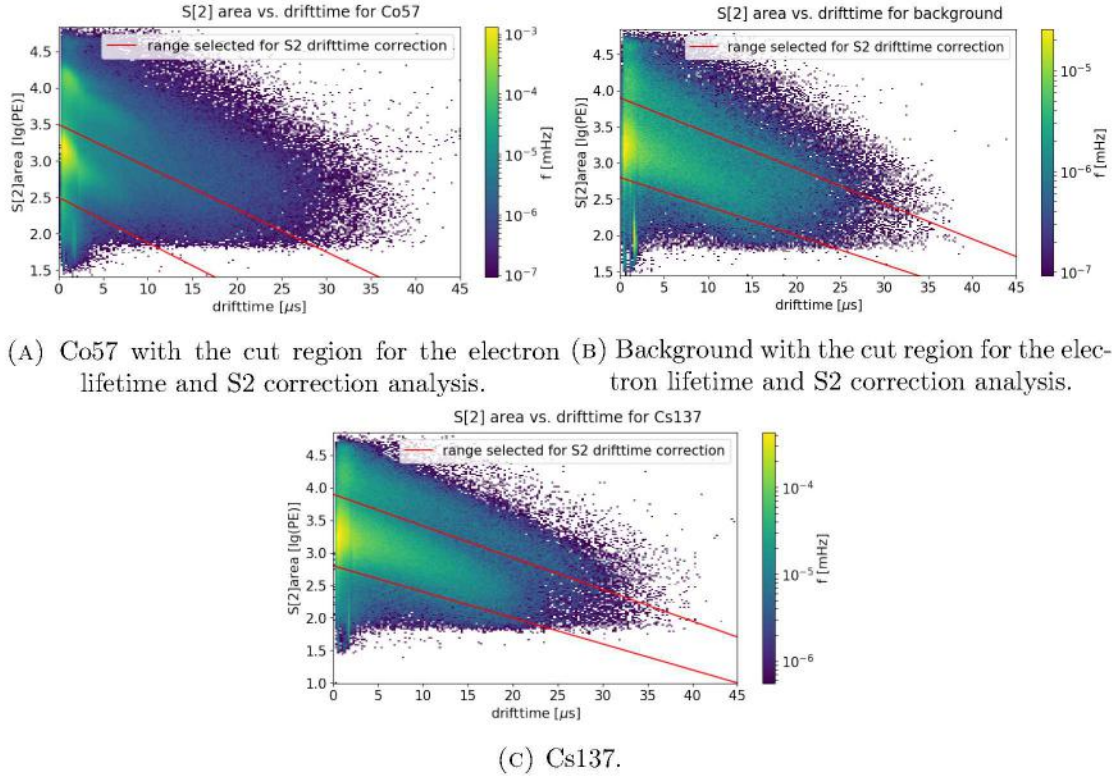 S[2] area vs. drifttime for Co57
range selected for S2 drifttime correction
S[2]area [lg(PE)]
4.5
4.0
3.5
3.0
2.5
2.0
1.5
0 5 10 15 20 25 30 35 40 45
drifttime [μs]
10⁻³
10⁻⁴
10⁻⁵
10⁻⁶
10⁻⁷
f [mHz]
S[2] area vs. drifttime for background
range selected for S2 drifttime correction
S[2]area [lg(PE)]
4.5
4.0
3.5
3.0
2.5
2.0
1.5
0 5 10 15 20 25 30 35 40 45
drifttime [μs]
10⁻⁵
10⁻⁶
10⁻⁷
f [mHz]
(A) Co57 with the cut region for the electron
lifetime and S2 correction analysis.
(B) Background with the cut region for the elec-
tron lifetime and S2 correction analysis.
S[2] area vs. drifttime for Cs137
range selected for S2 drifttime correction
S[2]area [lg(PE)]
4.5
4.0
3.5
3.0
2.5
2.0
1.5
1.0
0 5 10 15 20 25 30 35 40 45
drifttime [μs]
10⁻⁴
10⁻⁵
10⁻⁶
f [mHz]
(C) Cs137.